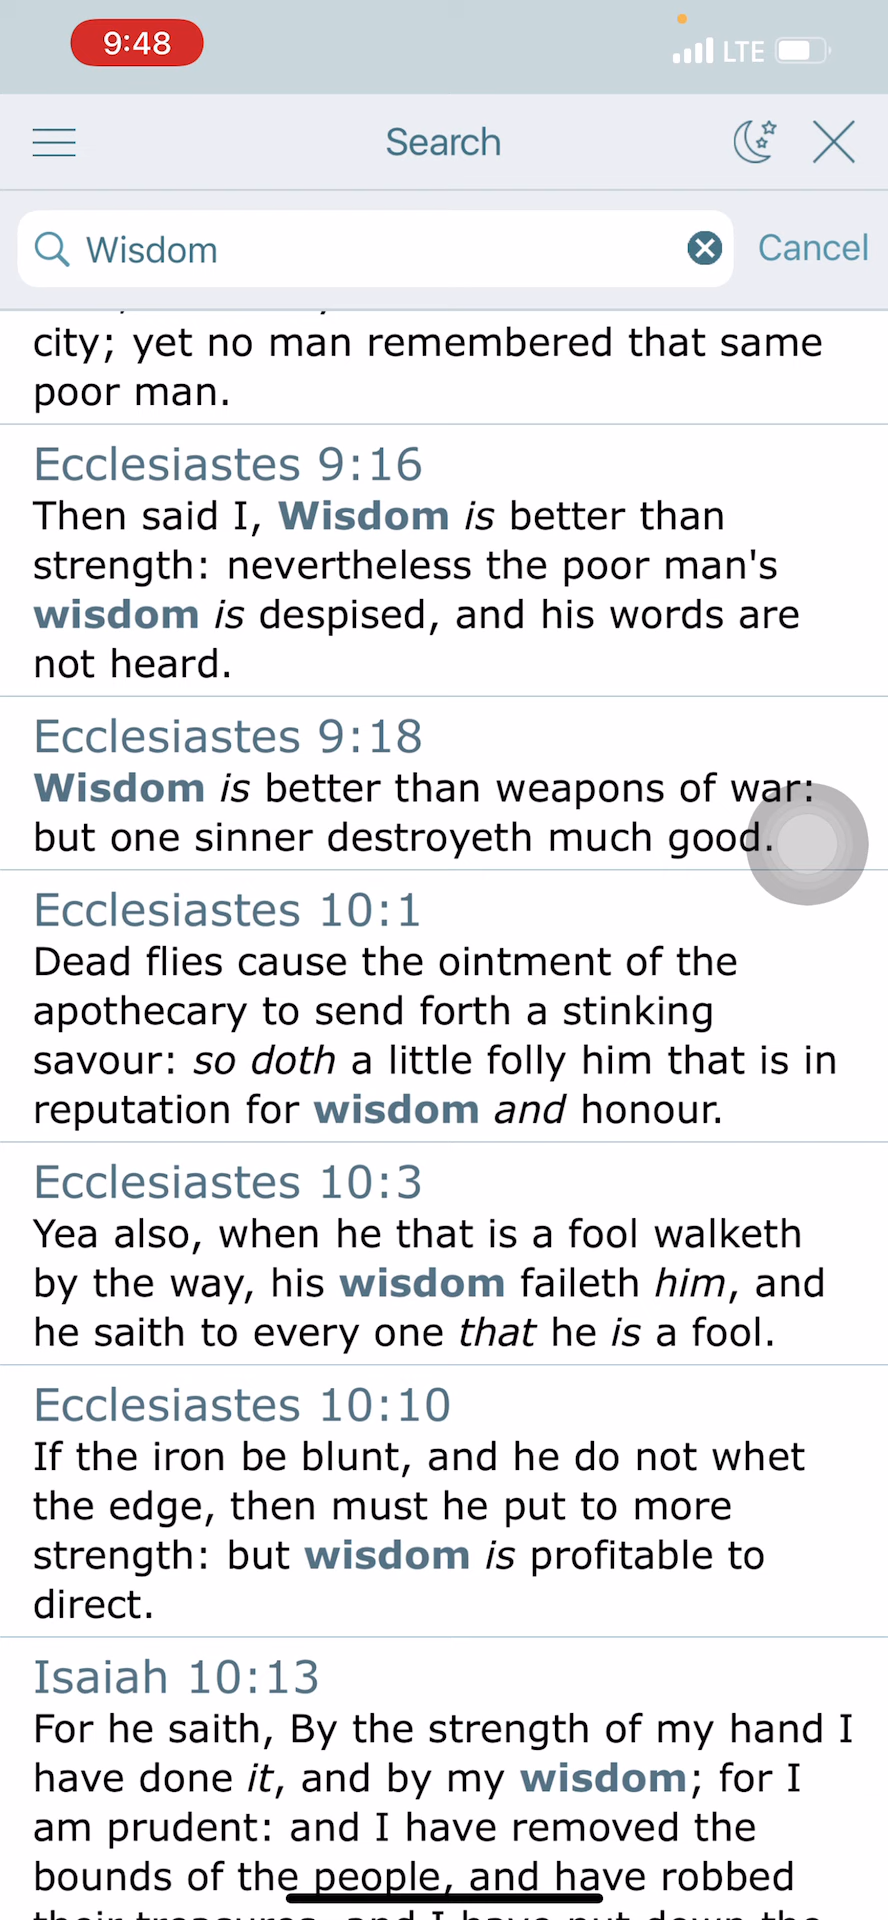 9:48
LTE
Search
Wisdom
Cancel
city; yet no man remembered that same
poor man.
Ecclesiastes 9:16
Then said I, Wisdom is better than
strength: nevertheless the poor man's
wisdom is despised, and his words are
not heard.
Ecclesiastes 9:18
Wisdom is better than weapons of war:
but one sinner destroyeth much good.
Ecclesiastes 10:1
Dead flies cause the ointment of the
apothecary to send forth a stinking
savour: so doth a little folly him that is in
reputation for wisdom and honour.
Ecclesiastes 10:3
Yea also, when he that is a fool walketh
by the way, his wisdom faileth him, and
he saith to every one that he is a fool.
Ecclesiastes 10:10
If the iron be blunt, and he do not whet
the edge, then must he put to more
strength: but wisdom is profitable to
direct.
Isaiah 10:13
For he saith, By the strength of my hand I
have done it, and by my wisdom; for I
am prudent: and I have removed the
bounds of the people, and have robbed
their treasures, and I have put down the